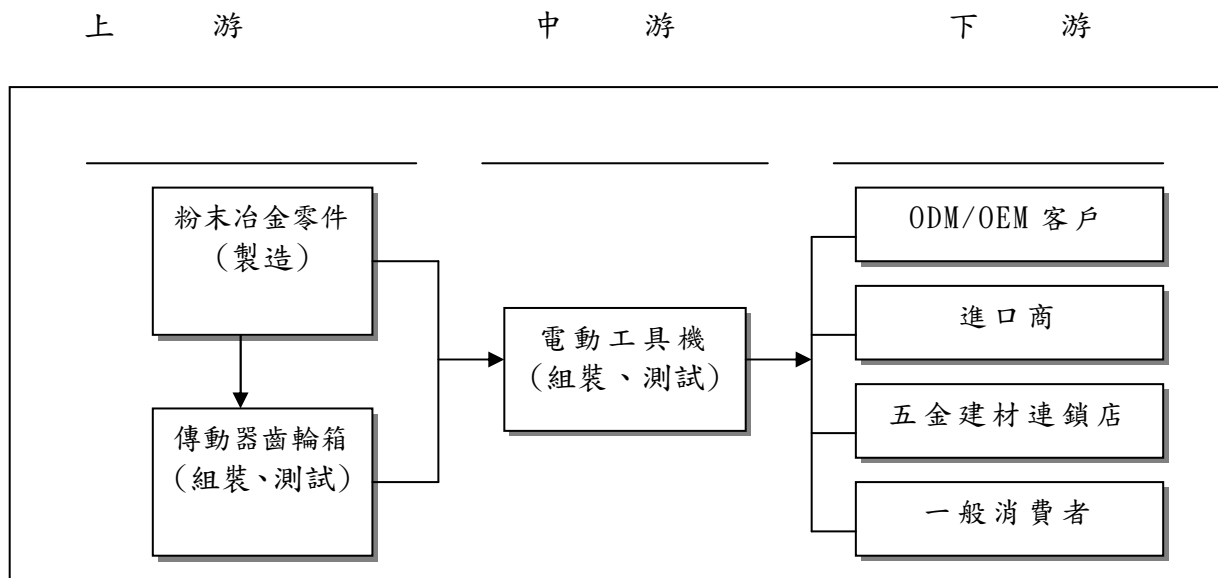 上游 中游 下游
粉末冶金零件
(製造)
傳動器齒輪箱
(組裝、測試)
電動工具機
(組裝、測試)
ODM/OEM 客戶
進口商
五金建材連鎖店
一般消費者